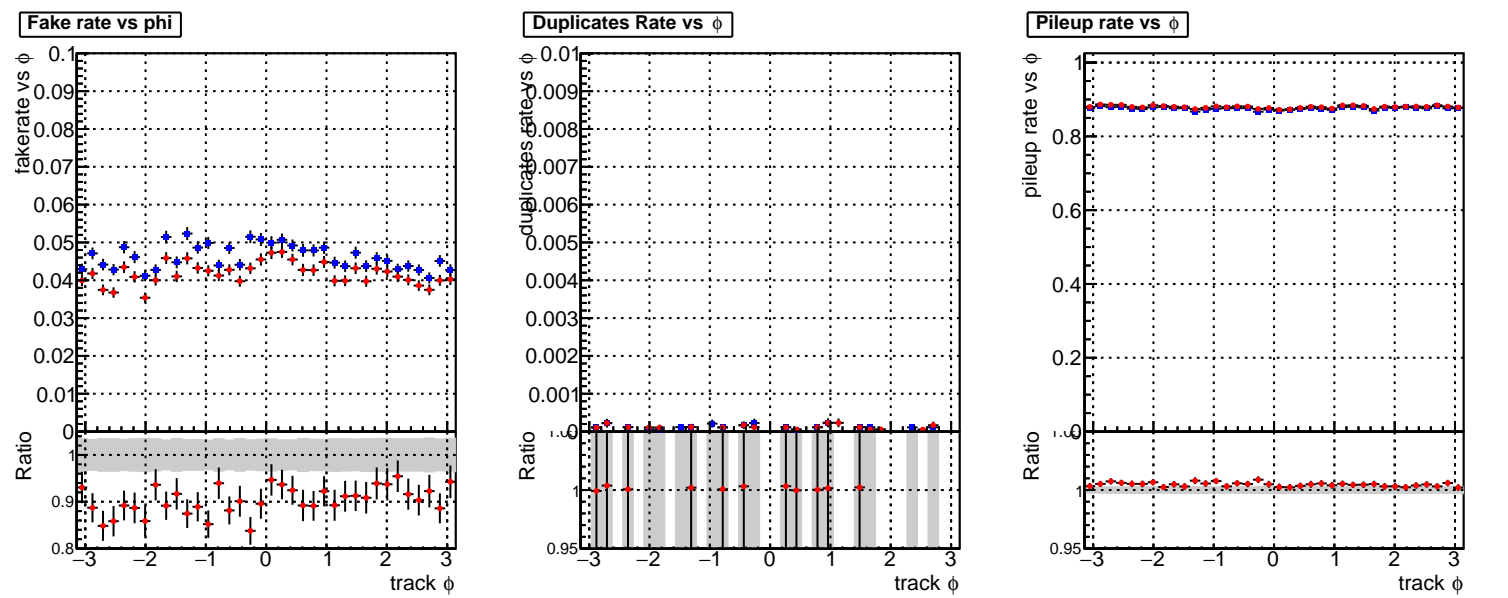 Fake rate vs phi
fakerate vs ϕ
0.1
0.09
0.08
0.07
0.06
0.05
0.04
0.03
0.02
0.01
0
Ratio
1
0.9
0.8
−3 −2 −1 0 1 2 3
track ϕ
Duplicates Rate vs ϕ
duplicates rate vs ϕ
0.01
0.009
0.008
0.007
0.006
0.005
0.004
0.003
0.002
0.001
Ratio
1
0.95
−3 −2 −1 0 1 2 3
track ϕ
Pileup rate vs ϕ
pileup rate vs ϕ
1
0.8
0.6
0.4
0.2
Ratio
1
0.95
−3 −2 −1 0 1 2 3
track ϕ